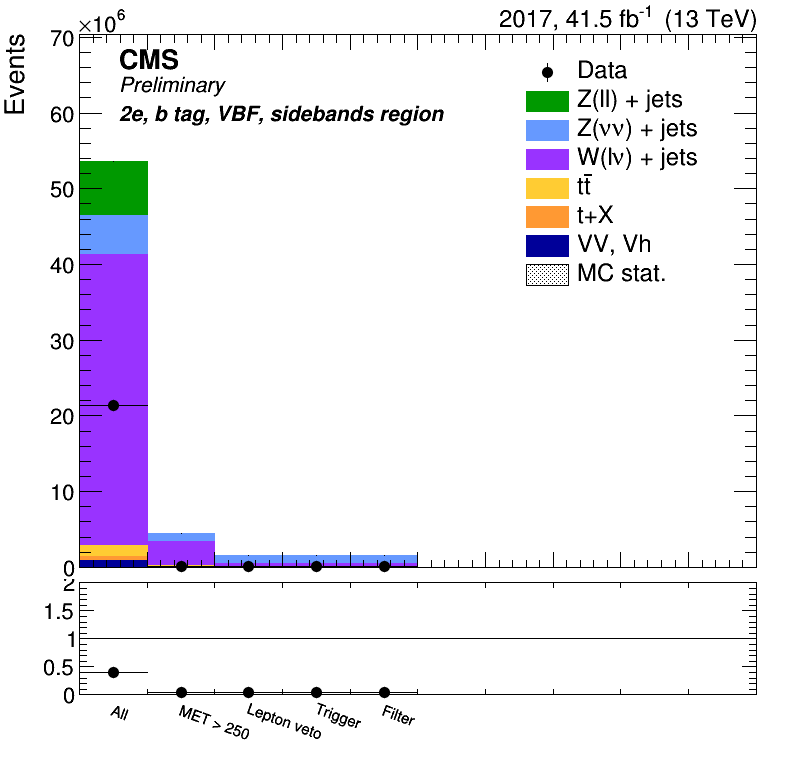 2017, 41.5 fb⁻¹ (13 TeV)
×10⁶
Events
CMS
Preliminary
2e, b tag, VBF, sidebands region
Data
Z(ll) + jets
Z(νν) + jets
W(lν) + jets
tt̄
t+X
VV, Vh
MC stat.
70
60
50
40
30
20
10
0
2
1.5
1
0.5
0
All
MET > 250
Lepton veto
Trigger
Filter